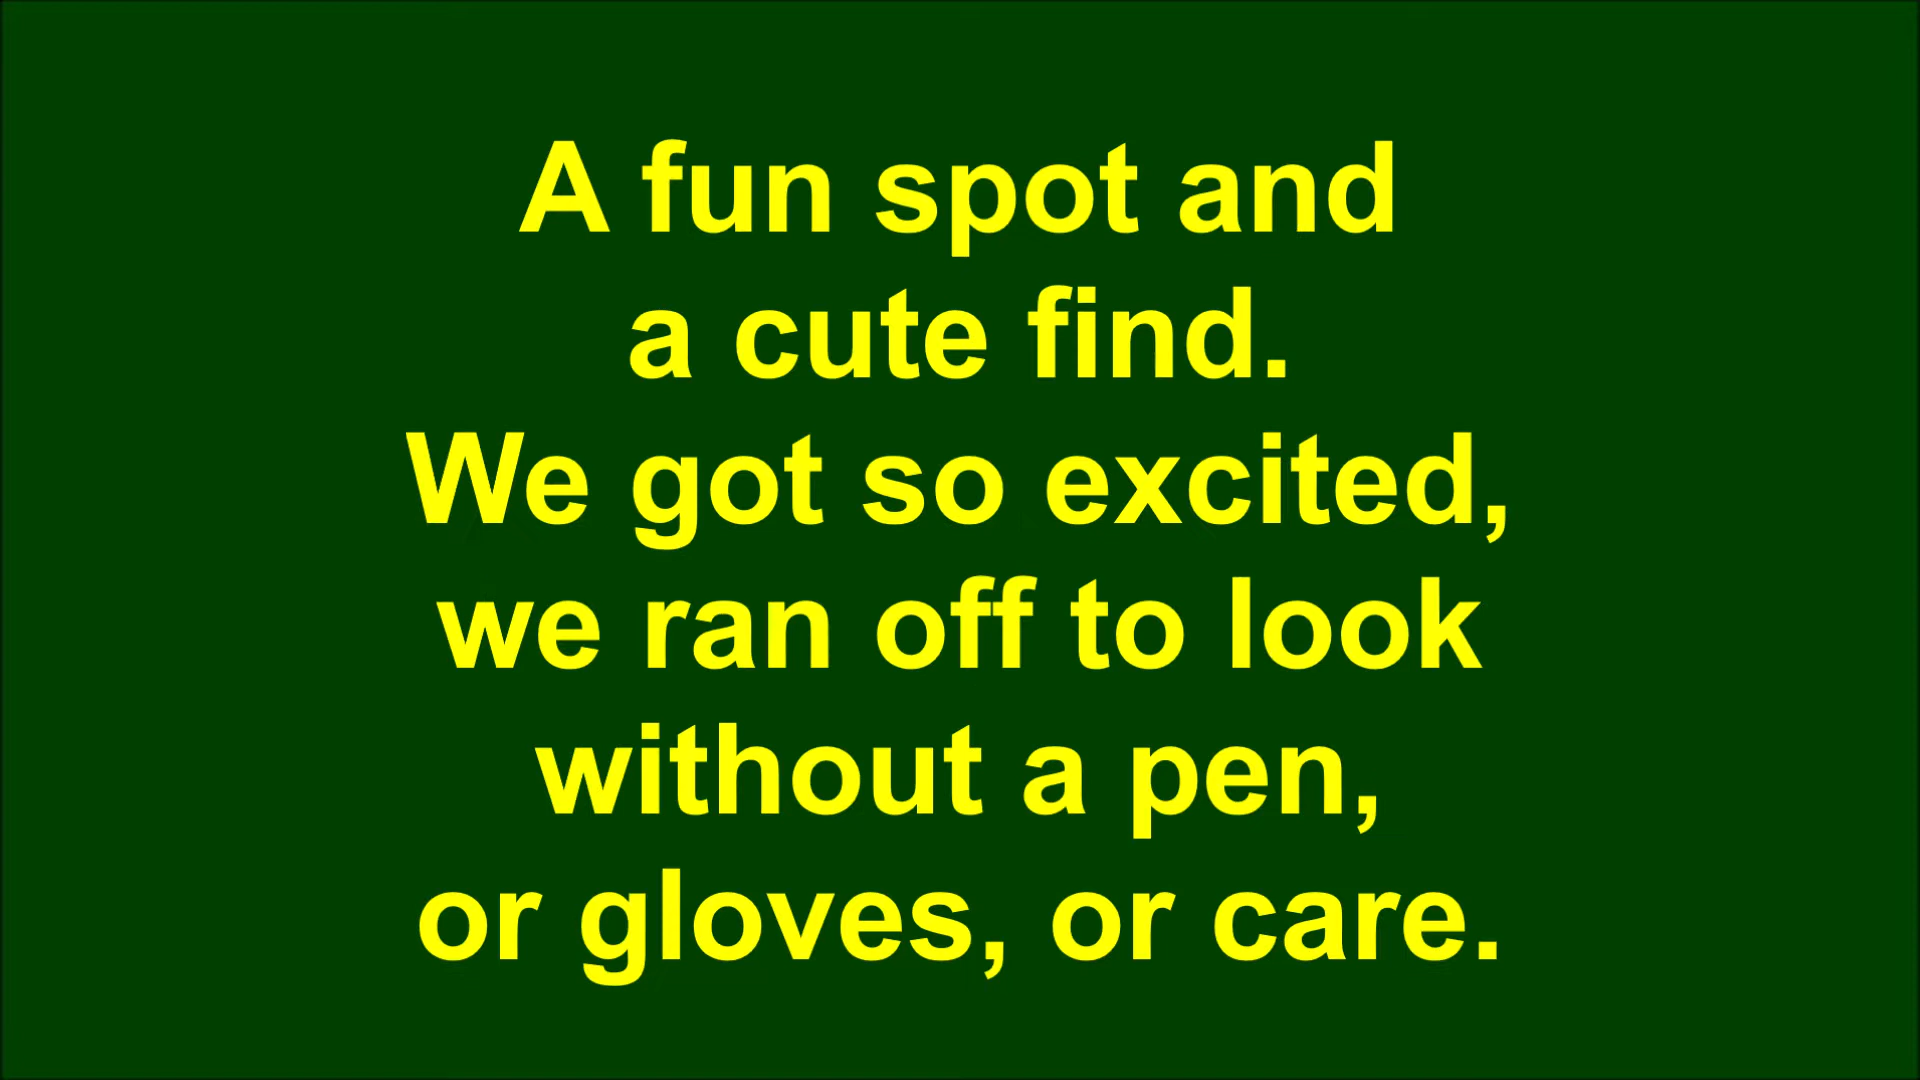 A fun spot and
a cute find.
We got so excited,
we ran off to look
without a pen,
or gloves, or care.